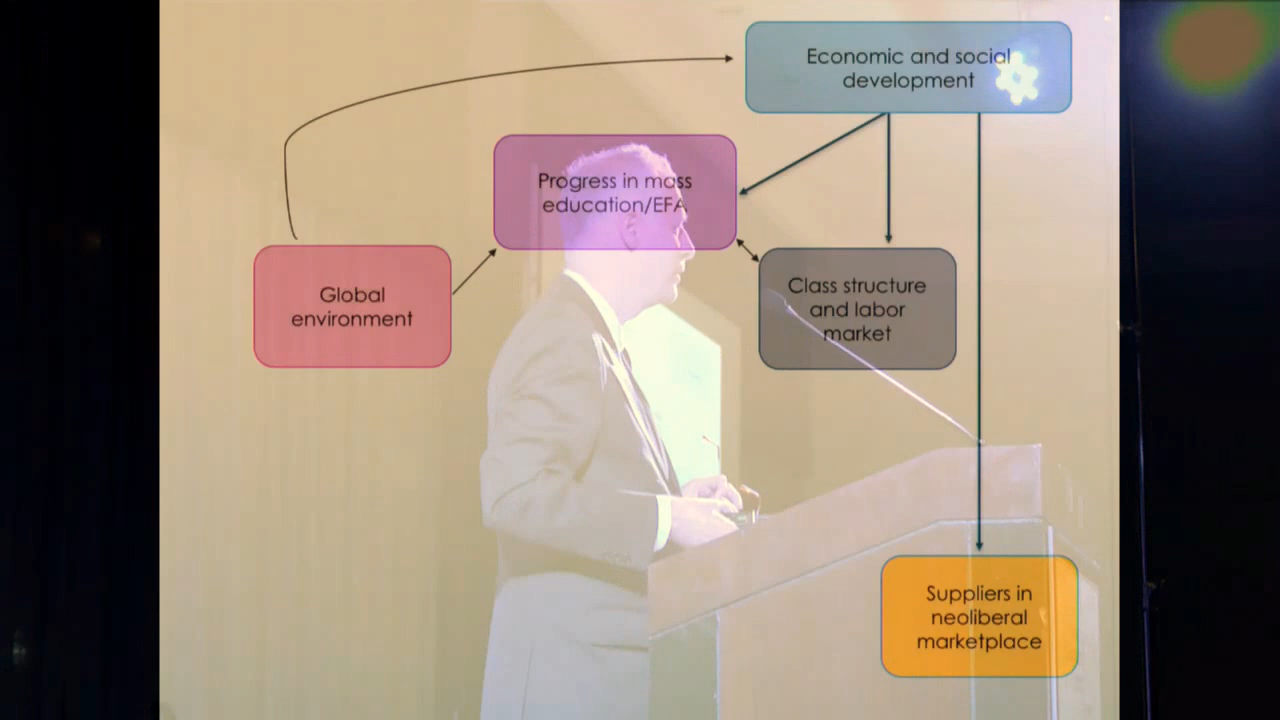 Economic and social
development
Progress in mass
education/EFA
Global
environment
Class structure
and labor
market
Suppliers in
neoliberal
marketplace